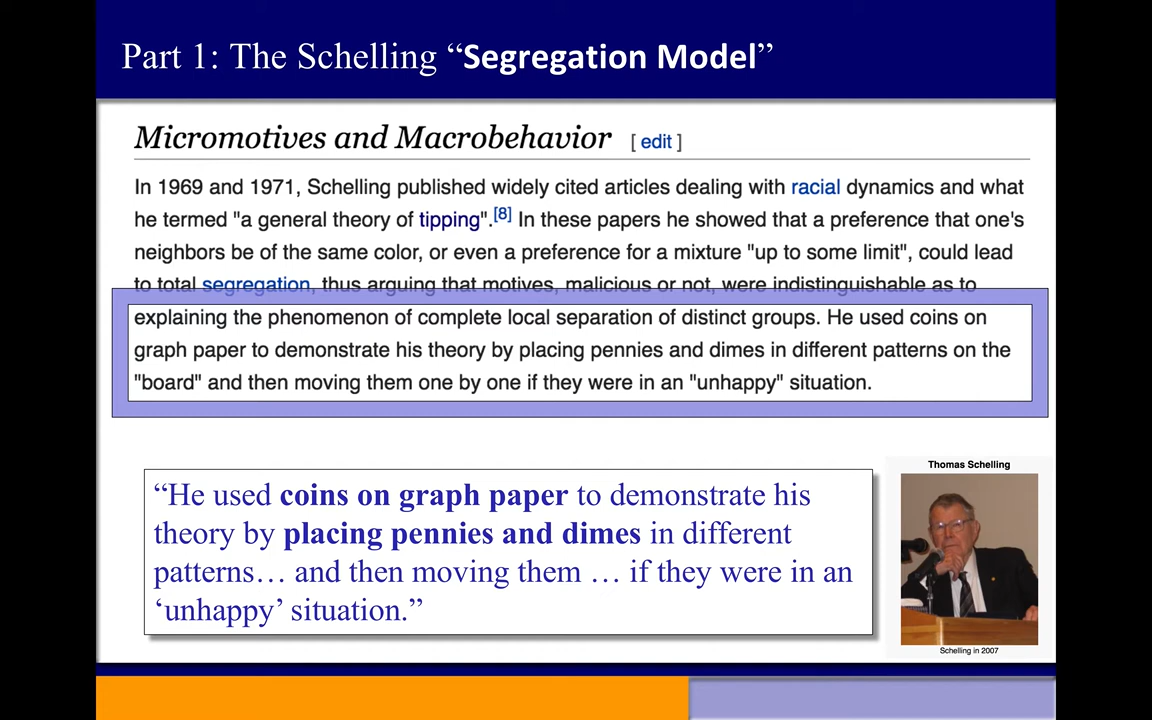 Part 1: The Schelling “Segregation Model”
Micromotives and Macrobehavior [ edit ]
In 1969 and 1971, Schelling published widely cited articles dealing with racial dynamics and what
he termed "a general theory of tipping".[8] In these papers he showed that a preference that one's
neighbors be of the same color, or even a preference for a mixture "up to some limit", could lead
to total segregation, thus arguing that motives, malicious or not, were indistinguishable as to
explaining the phenomenon of complete local separation of distinct groups. He used coins on
graph paper to demonstrate his theory by placing pennies and dimes in different patterns on the
"board" and then moving them one by one if they were in an "unhappy" situation.
“He used coins on graph paper to demonstrate his
theory by placing pennies and dimes in different
patterns… and then moving them … if they were in an
‘unhappy’ situation.”
Thomas Schelling
Schelling in 2007